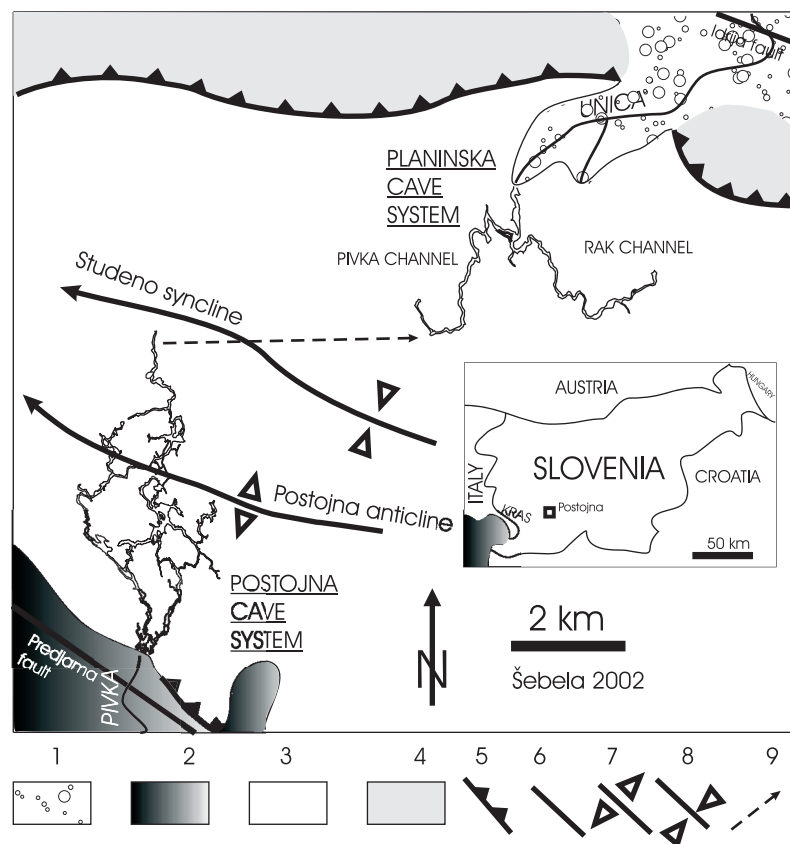 Idrija fault
UNICA
PLANINSKA
CAVE
SYSTEM
PIVKA CHANNEL
RAK CHANNEL
Studeno syncline
Postojna anticline
AUSTRIA
HUNGARY
SLOVENIA
CROATIA
ITALY
KRAS
Postojna
50 km
POSTOJNA
CAVE
SYSTEM
Predjama
fault
PIVKA
N
2 km
Šebela 2002
1 2 3 4 5 6 7 8 9